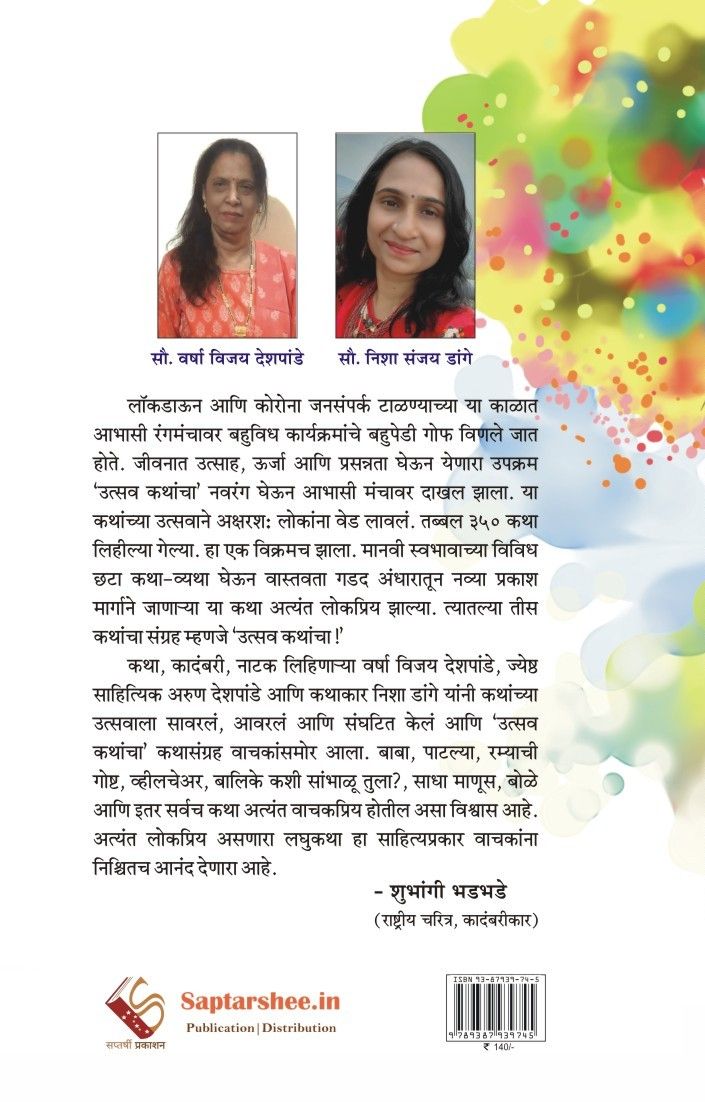 सौ. वर्षा विजय देशपांडे
सौ. निशा संजय डांगे
लॉकडाऊन आणि कोरोना जनसंपर्क टाळण्याच्या या काळात
आभासी रंगमंचावर बहुविध कार्यक्रमांचे बहुपेडी गोफ विणले जात
होते. जीवनात उत्साह, ऊर्जा आणि प्रसन्नता घेऊन येणारा उपक्रम
‘उत्सव कथांचा’ नवरंग घेऊन आभासी मंचावर दाखल झाला. या
कथांच्या उत्सवाने अक्षरश: लोकांना वेड लावलं. तब्बल ३५० कथा
लिहील्या गेल्या. हा एक विक्रमच झाला. मानवी स्वभावाच्या विविध
छटा कथा-व्यथा घेऊन वास्तवता गडद अंधारातून नव्या प्रकाश
मार्गाने जाणाऱ्या या कथा अत्यंत लोकप्रिय झाल्या. त्यातल्या तीस
कथांचा संग्रह म्हणजे ‘उत्सव कथांचा!’
कथा, कादंबरी, नाटक लिहिणाऱ्या वर्षा विजय देशपांडे, ज्येष्ठ
साहित्यिक अरुण देशपांडे आणि कथाकार निशा डांगे यांनी कथांच्या
उत्सवाला सावरलं, आवरलं आणि संघटित केलं आणि ‘उत्सव
कथांचा’ कथासंग्रह वाचकांसमोर आला. बाबा, पाटल्या, रम्याची
गोष्ट, व्हीलचेअर, बालिके कशी सांभाळू तुला?, साधा माणूस, बोळे
आणि इतर सर्वच कथा अत्यंत वाचकप्रिय होतील असा विश्वास आहे.
अत्यंत लोकप्रिय असणारा लघुकथा हा साहित्यप्रकार वाचकांना
निश्चितच आनंद देणारा आहे.
- शुभांगी भडभडे
(राष्ट्रीय चरित्र, कादंबरीकार)
सप्तर्षी प्रकाशन
Saptarshee.in
Publication|Distribution
ISBN 93-87939-74-5
9 789387 939745
₹ 140/-